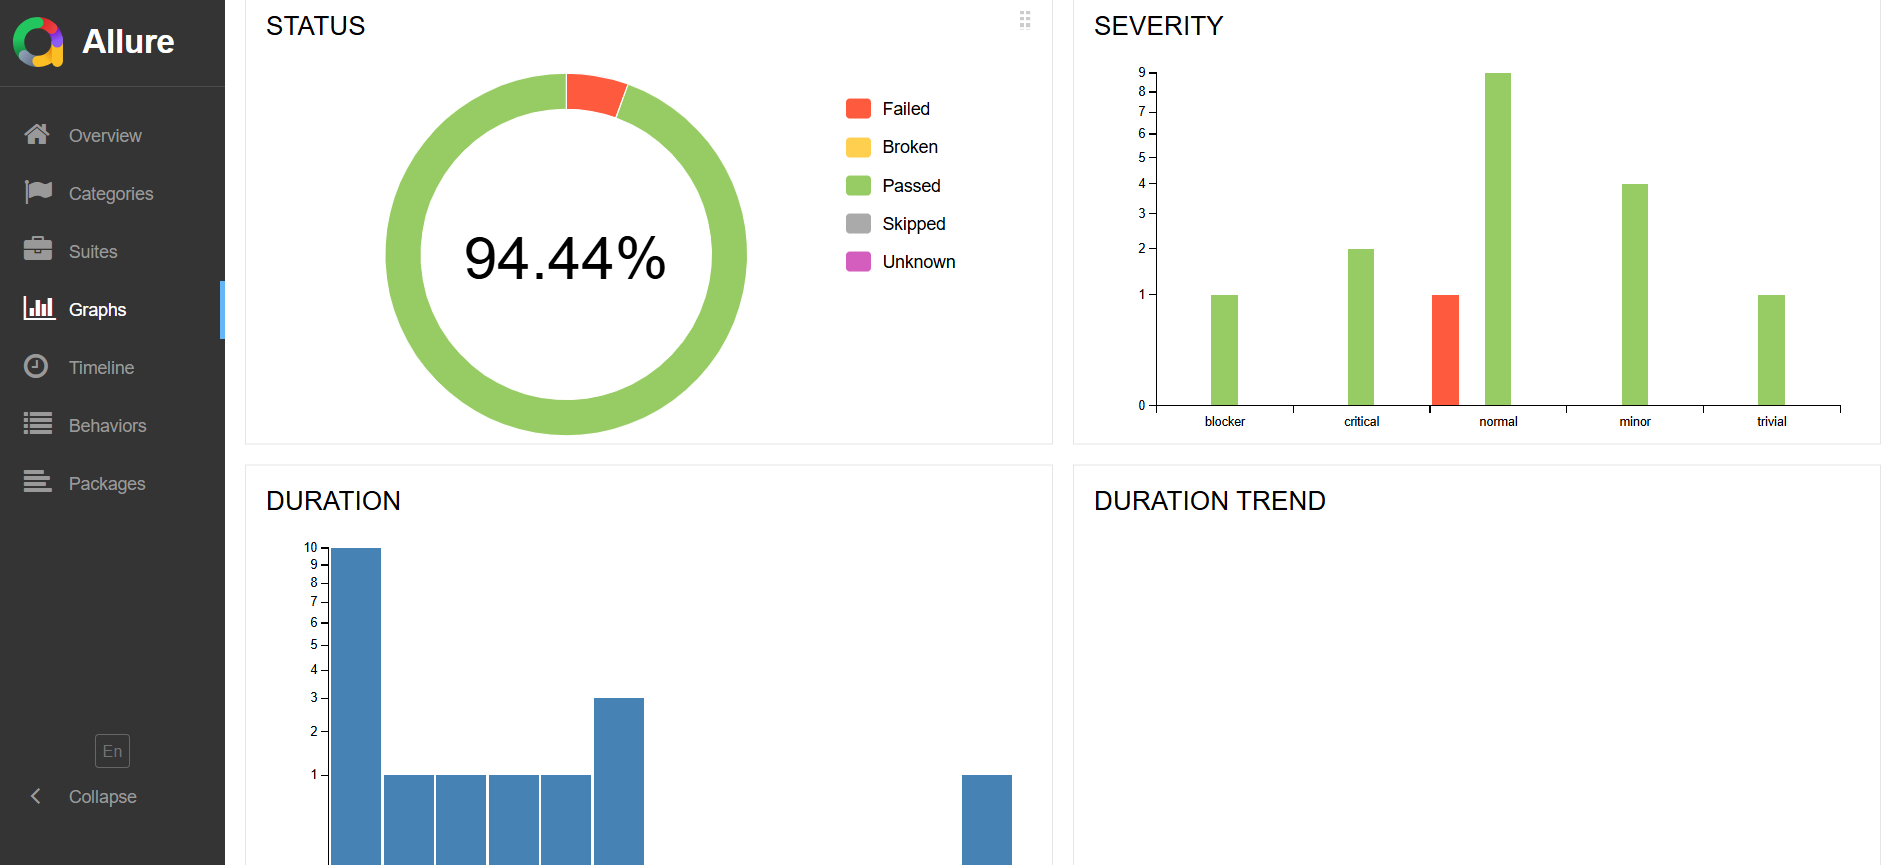 Allure
Overview
Categories
Suites
Graphs
Timeline
Behaviors
Packages
En
Collapse
STATUS
94.44%
Failed
Broken
Passed
Skipped
Unknown
SEVERITY
9
8
7
6
5
4
3
2
1
0
blocker
critical
normal
minor
trivial
DURATION
10
9
8
7
6
5
4
3
2
1
DURATION TREND